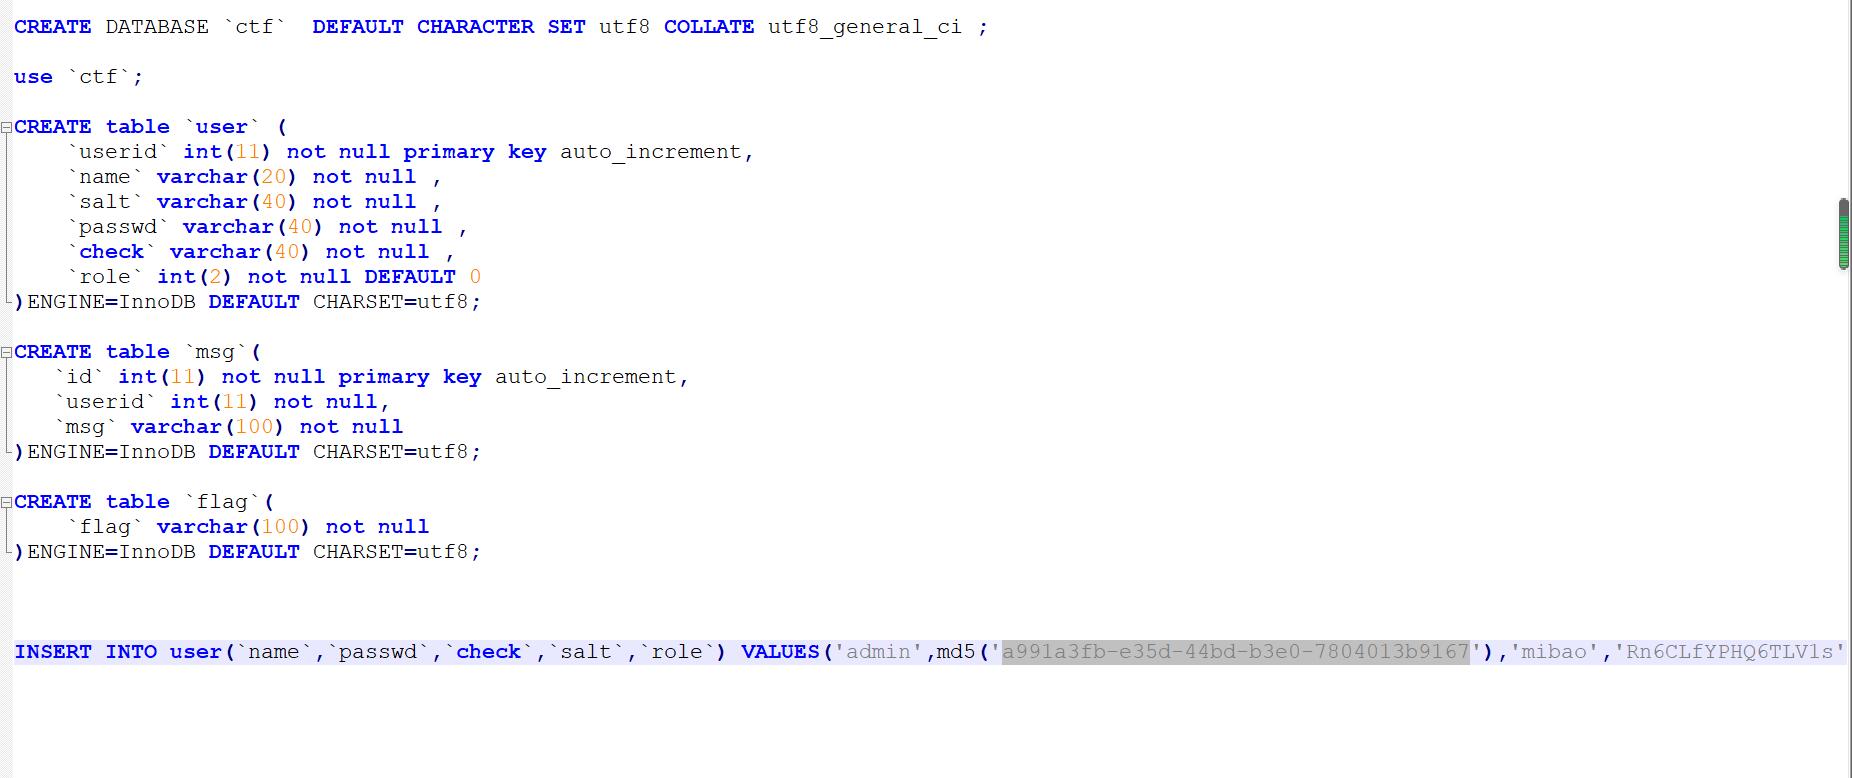 CREATE DATABASE `ctf`  DEFAULT CHARACTER SET utf8 COLLATE utf8_general_ci ;
use `ctf`;
CREATE table `user` (
`userid` int(11) not null primary key auto_increment,
`name` varchar(20) not null ,
`salt` varchar(40) not null ,
`passwd` varchar(40) not null ,
`check` varchar(40) not null ,
`role` int(2) not null DEFAULT 0
)ENGINE=InnoDB DEFAULT CHARSET=utf8;
CREATE table `msg`(
`id` int(11) not null primary key auto_increment,
`userid` int(11) not null,
`msg` varchar(100) not null
)ENGINE=InnoDB DEFAULT CHARSET=utf8;
CREATE table `flag`(
`flag` varchar(100) not null
)ENGINE=InnoDB DEFAULT CHARSET=utf8;
INSERT INTO user(`name`,`passwd`,`check`,`salt`,`role`) VALUES('admin',md5('a991a3fb-e35d-44bd-b3e0-7804013b9167'),'mibao','Rn6CLfYPHQ6TLV1s'